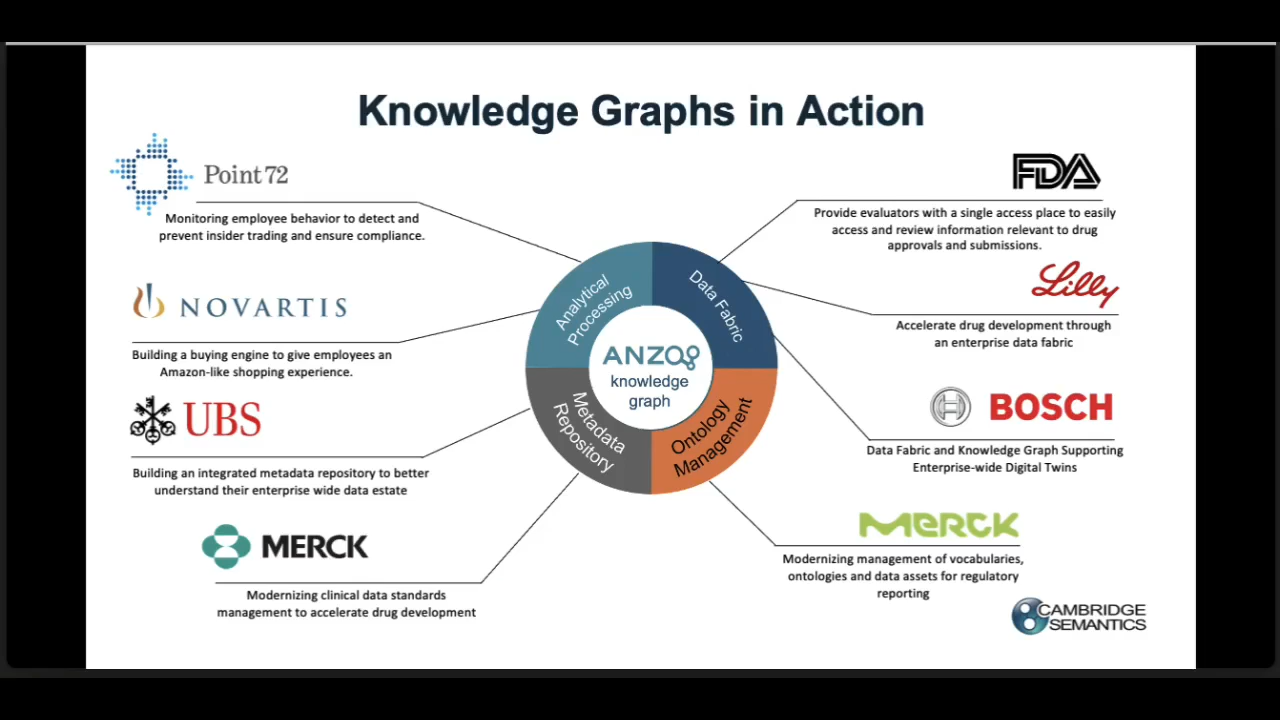 Knowledge Graphs in Action
Point72
Monitoring employee behavior to detect and
prevent insider trading and ensure compliance.
NOVARTIS
Building a buying engine to give employees an
Amazon-like shopping experience.
UBS
Building an integrated metadata repository to better
understand their enterprise wide data estate
MERCK
Modernizing clinical data standards
management to accelerate drug development
Analytical
Processing
Data Fabric
Metadata
Repository
Ontology
Management
ANZO
knowledge
graph
FDA
Provide evaluators with a single access place to easily
access and review information relevant to drug
approvals and submissions.
Lilly
Accelerate drug development through
an enterprise data fabric
BOSCH
Data Fabric and Knowledge Graph Supporting
Enterprise-wide Digital Twins
MERCK
Modernizing management of vocabularies,
ontologies and data assets for regulatory
reporting
CAMBRIDGE
SEMANTICS